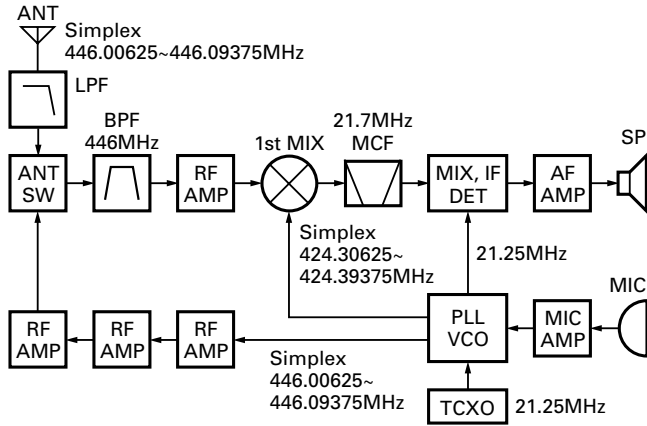 ANT
Simplex
446.00625~446.09375MHz
LPF
BPF
446MHz
1st MIX
21.7MHz
MCF
SP
ANT
SW
RF
AMP
MIX, IF
DET
AF
AMP
Simplex
424.30625~
424.39375MHz
21.25MHz
MIC
RF
AMP
RF
AMP
RF
AMP
PLL
VCO
MIC
AMP
Simplex
446.00625~
446.09375MHz
TCXO
21.25MHz